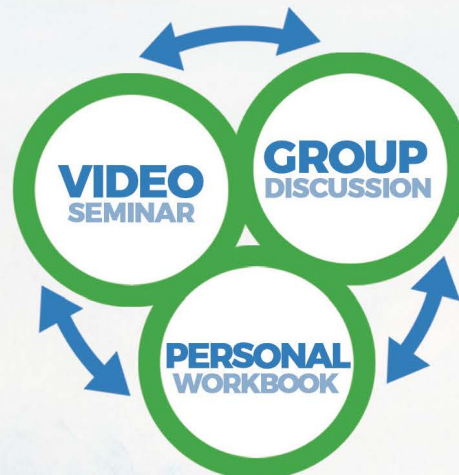 VIDEO
SEMINAR
GROUP
DISCUSSION
PERSONAL
WORKBOOK